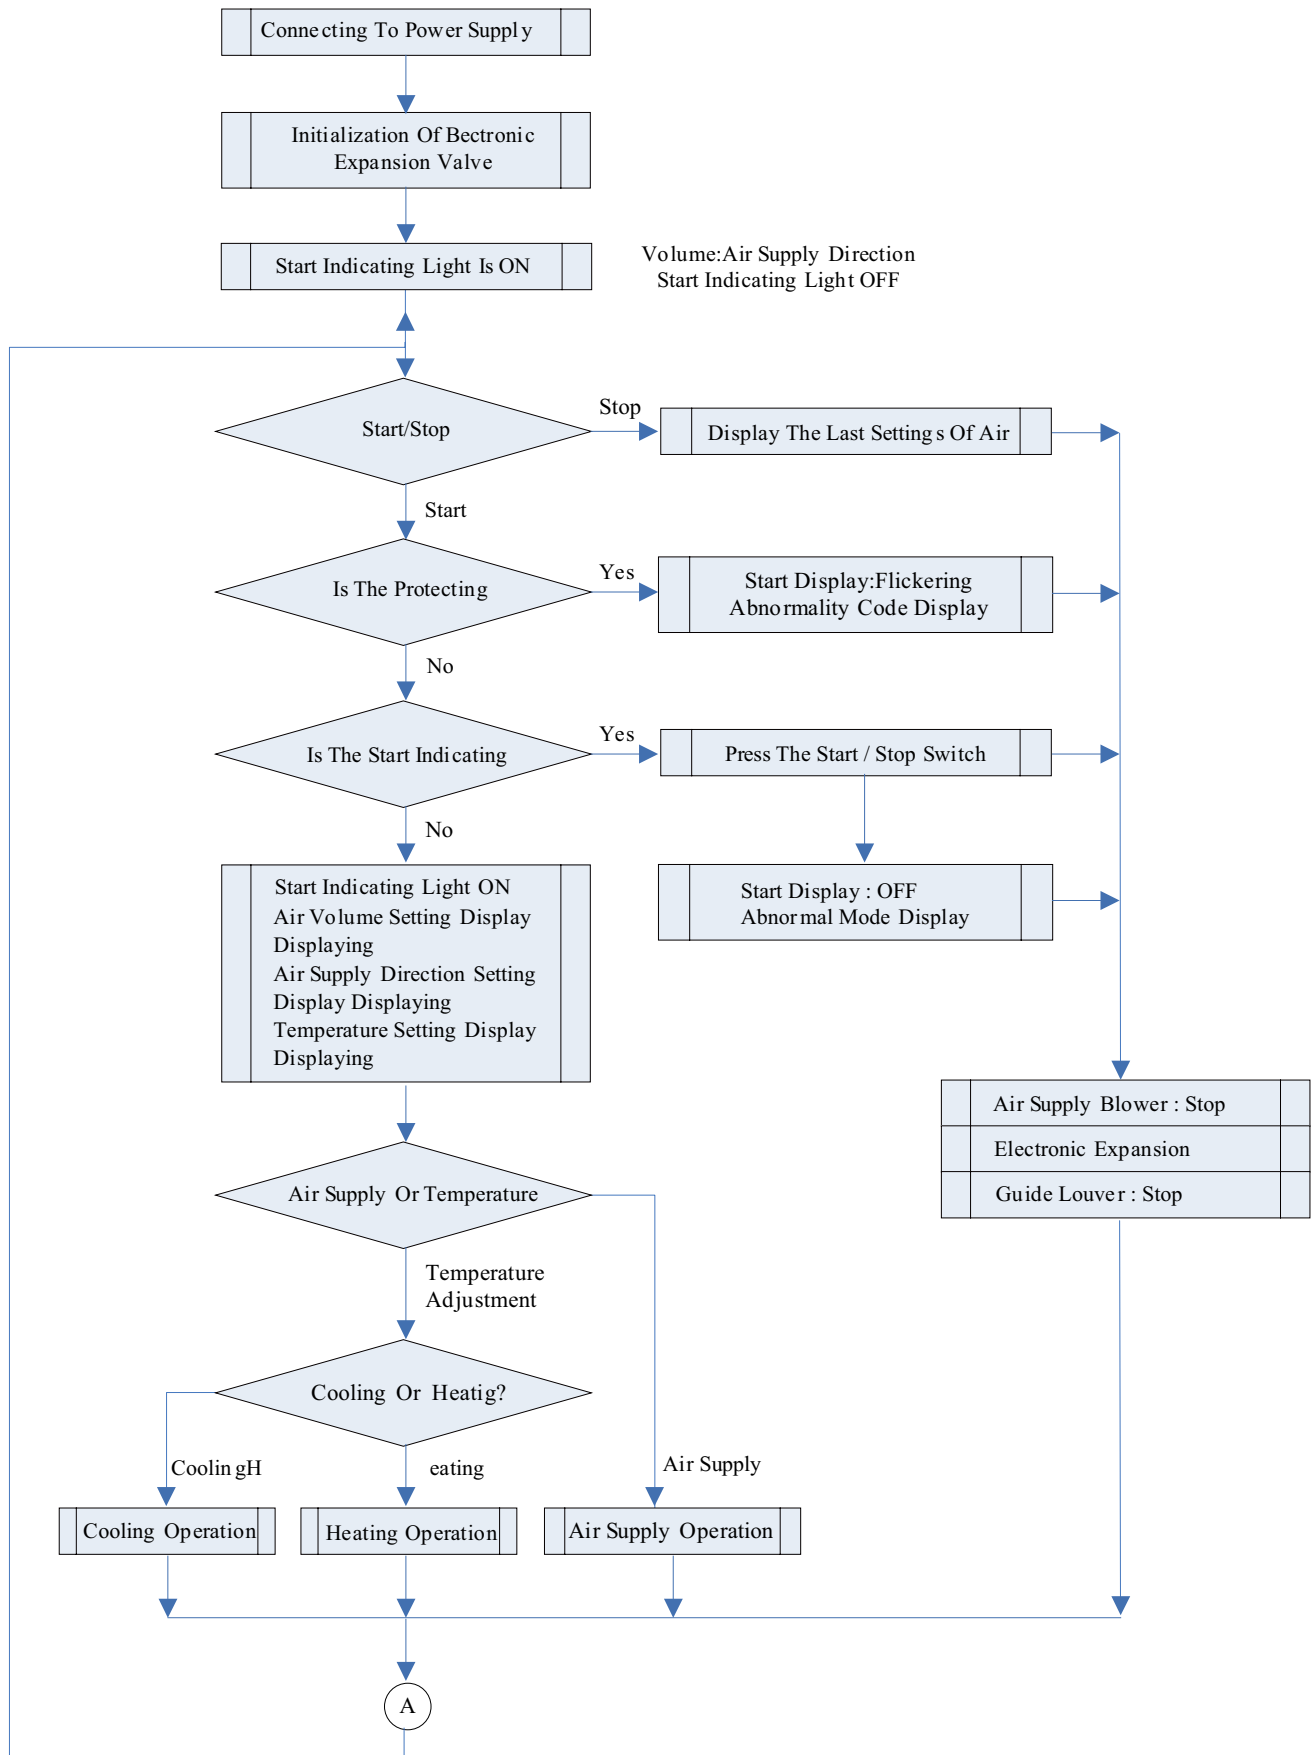 Connecting To Power Supply
Initialization Of Bectronic
Expansion Valve
Start Indicating Light Is ON
Volume:Air Supply Direction
Start Indicating Light OFF
Start/Stop
Stop
Display The Last Settings Of Air
Start
Is The Protecting
Yes
Start Display:Flickering
Abnormality Code Display
No
Is The Start Indicating
Yes
Press The Start / Stop Switch
No
Start Indicating Light ON
Air Volume Setting Display
Displaying
Air Supply Direction Setting
Display Displaying
Temperature Setting Display
Displaying
Start Display : OFF
Abnormal Mode Display
Air Supply Blower : Stop
Electronic Expansion
Guide Louver : Stop
Air Supply Or Temperature
Temperature
Adjustment
Cooling Or Heatig?
Coolin gH
eating
Air Supply
Cooling Operation
Heating Operation
Air Supply Operation
A